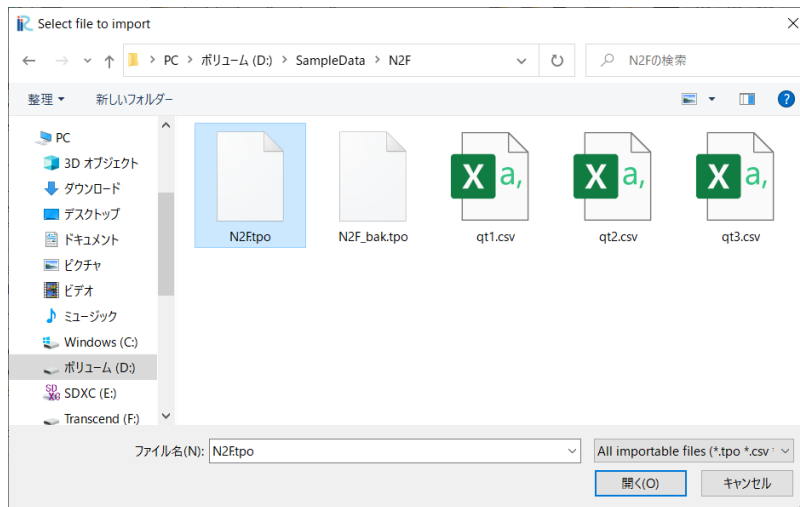 Select file to import
PC > ボリューム (D:) > SampleData > N2F
N2Fの検索
整理
新しいフォルダー
PC
3D オブジェクト
ダウンロード
デスクトップ
ドキュメント
ピクチャ
ビデオ
ミュージック
Windows (C:)
ボリューム (D:)
SDXC (E:)
Transcend (F:)
N2F.tpo
N2F_bak.tpo
qt1.csv
qt2.csv
qt3.csv
ファイル名(N):
N2F.tpo
All importable files (*.tpo *.csv
開く(O)
キャンセル